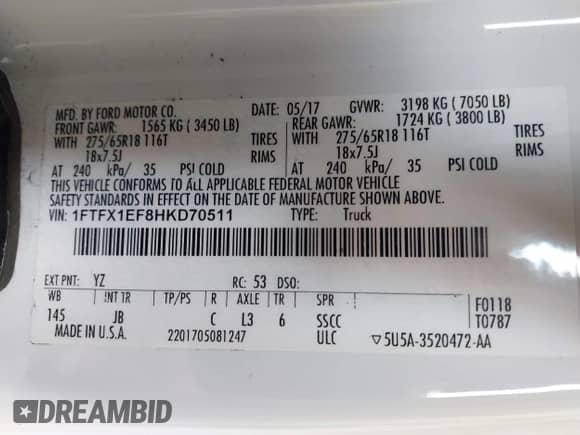 MFD. BY FORD MOTOR CO.
DATE: 05/17 GVWR: 3198 KG ( 7050 LB)
FRONT GAWR: 1565 KG ( 3450 LB) REAR GAWR: 1724 KG ( 3800 LB)
WITH 275/65R18 116T TIRES WITH 275/65R18 116T TIRES
18x7.5J RIMS 18x7.5J RIMS
AT 240 kPa/ 35 PSI COLD AT 240 kPa/ 35 PSI COLD
THIS VEHICLE CONFORMS TO ALL APPLICABLE FEDERAL MOTOR VEHICLE
SAFETY STANDARDS IN EFFECT ON THE DATE OF MANUFACTURE SHOWN ABOVE.
VIN: 1FTFX1EF8HKD70511 TYPE: Truck
EXT PNT: YZ RC: 53 DSO:
WB INT TR TP/PS R AXLE TR SPR F0118
145 JB C L3 6 SSCC T0787
MADE IN U.S.A. 2201705081247 ULC ▽5U5A-3520472-AA
DREAMBID